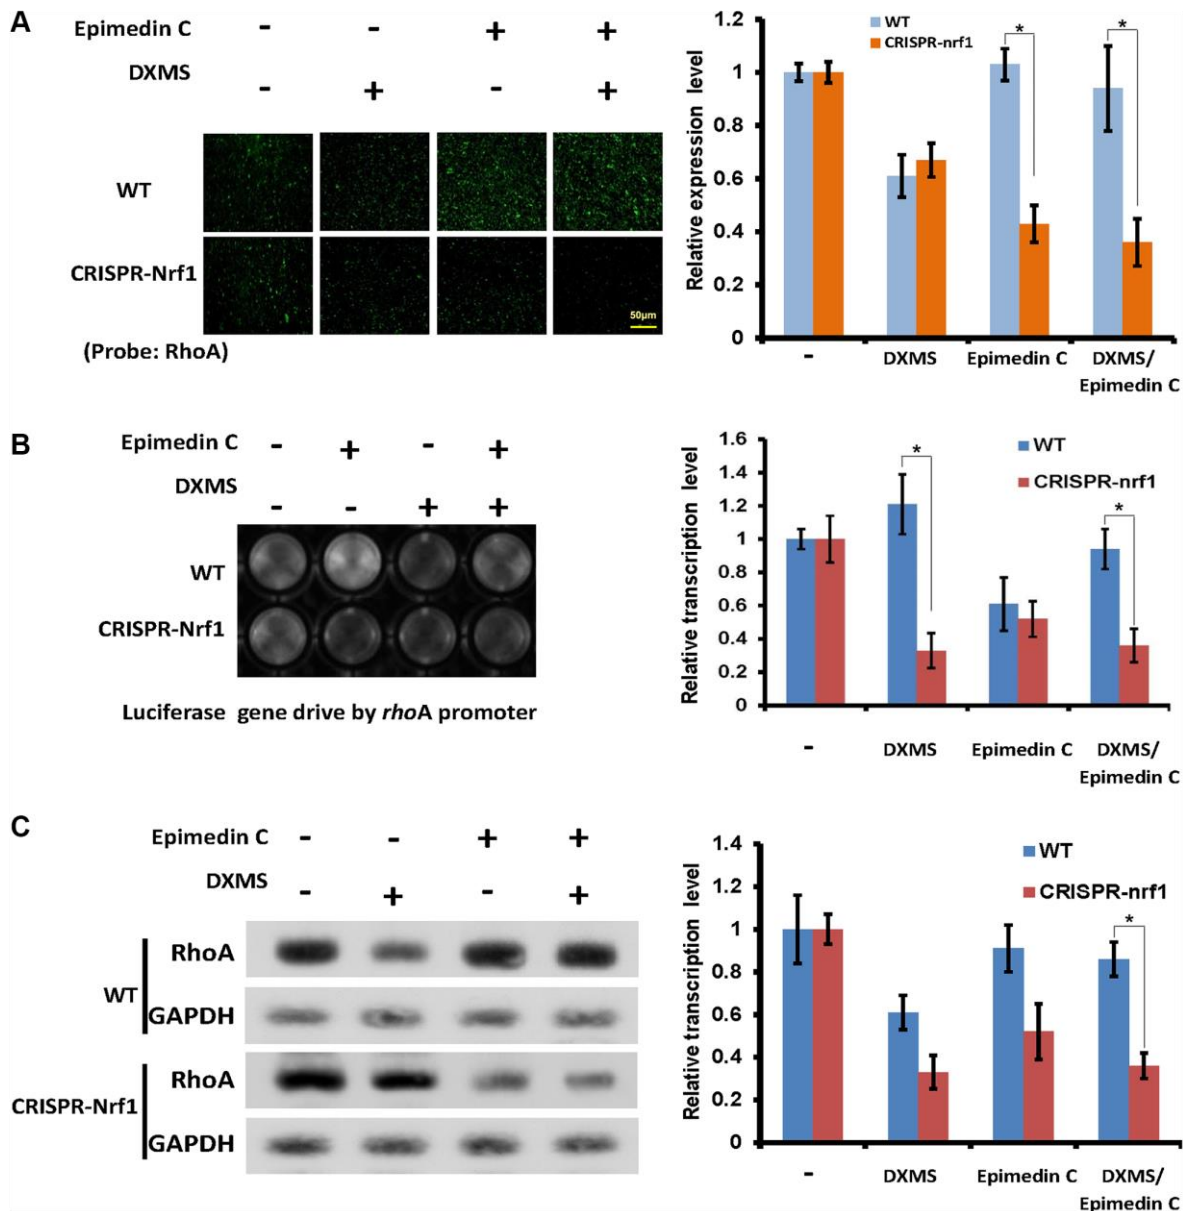 A
Epimedin C - - + +
DXMS - + - +
WT
CRISPR-Nrf1
50μm
(Probe: RhoA)
Relative expression level
1.2
1
0.8
0.6
0.4
0.2
0
WT
CRISPR-nrf1
*
*
- DXMS Epimedin C DXMS/
Epimedin C
B
Epimedin C - + - +
DXMS - - + +
WT
CRISPR-Nrf1
Luciferase gene drive by rhoA promoter
Relative transcription level
1.6
1.4
1.2
1
0.8
0.6
0.4
0.2
0
WT
CRISPR-nrf1
*
*
- DXMS Epimedin C DXMS/
Epimedin C
C
Epimedin C - - + +
DXMS - + - +
WT
RhoA
GAPDH
CRISPR-Nrf1
RhoA
GAPDH
Relative transcription level
1.4
1.2
1
0.8
0.6
0.4
0.2
0
WT
CRISPR-nrf1
*
- DXMS Epimedin C DXMS/
Epimedin C